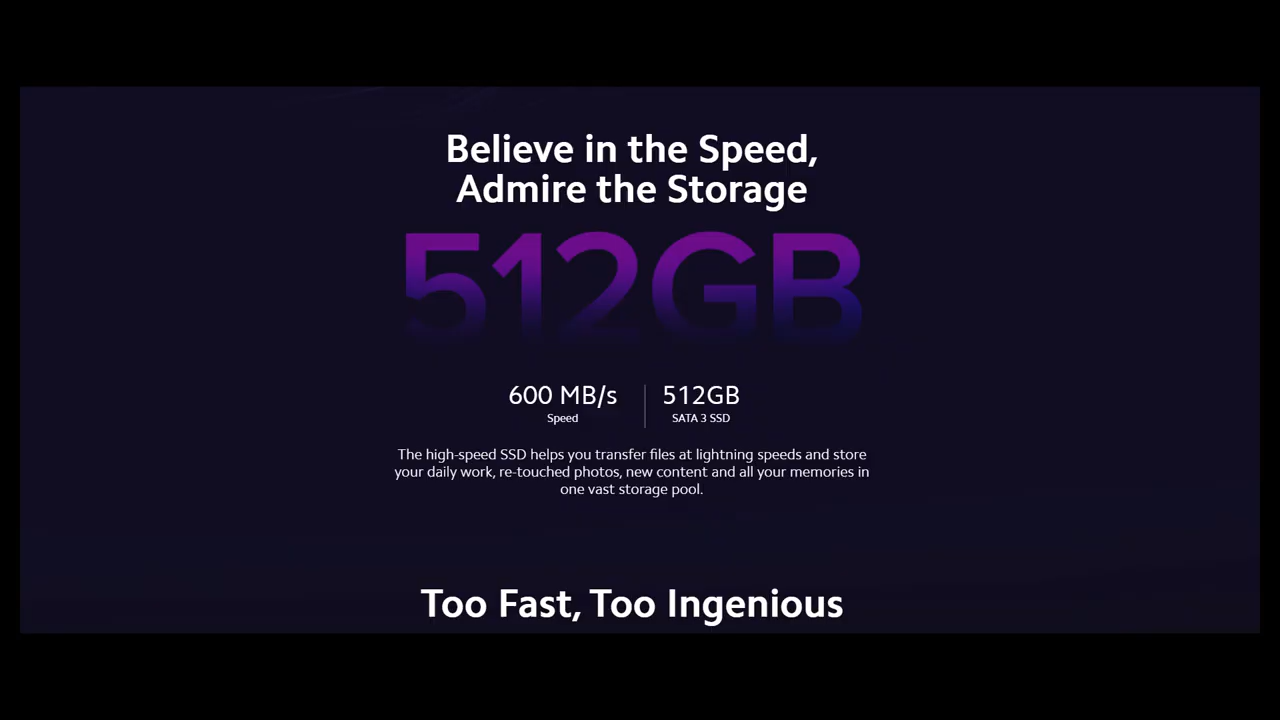 Believe in the Speed,
Admire the Storage
512GB
600 MB/s
Speed
512GB
SATA 3 SSD
The high-speed SSD helps you transfer files at lightning speeds and store
your daily work, re-touched photos, new content and all your memories in
one vast storage pool.
Too Fast, Too Ingenious